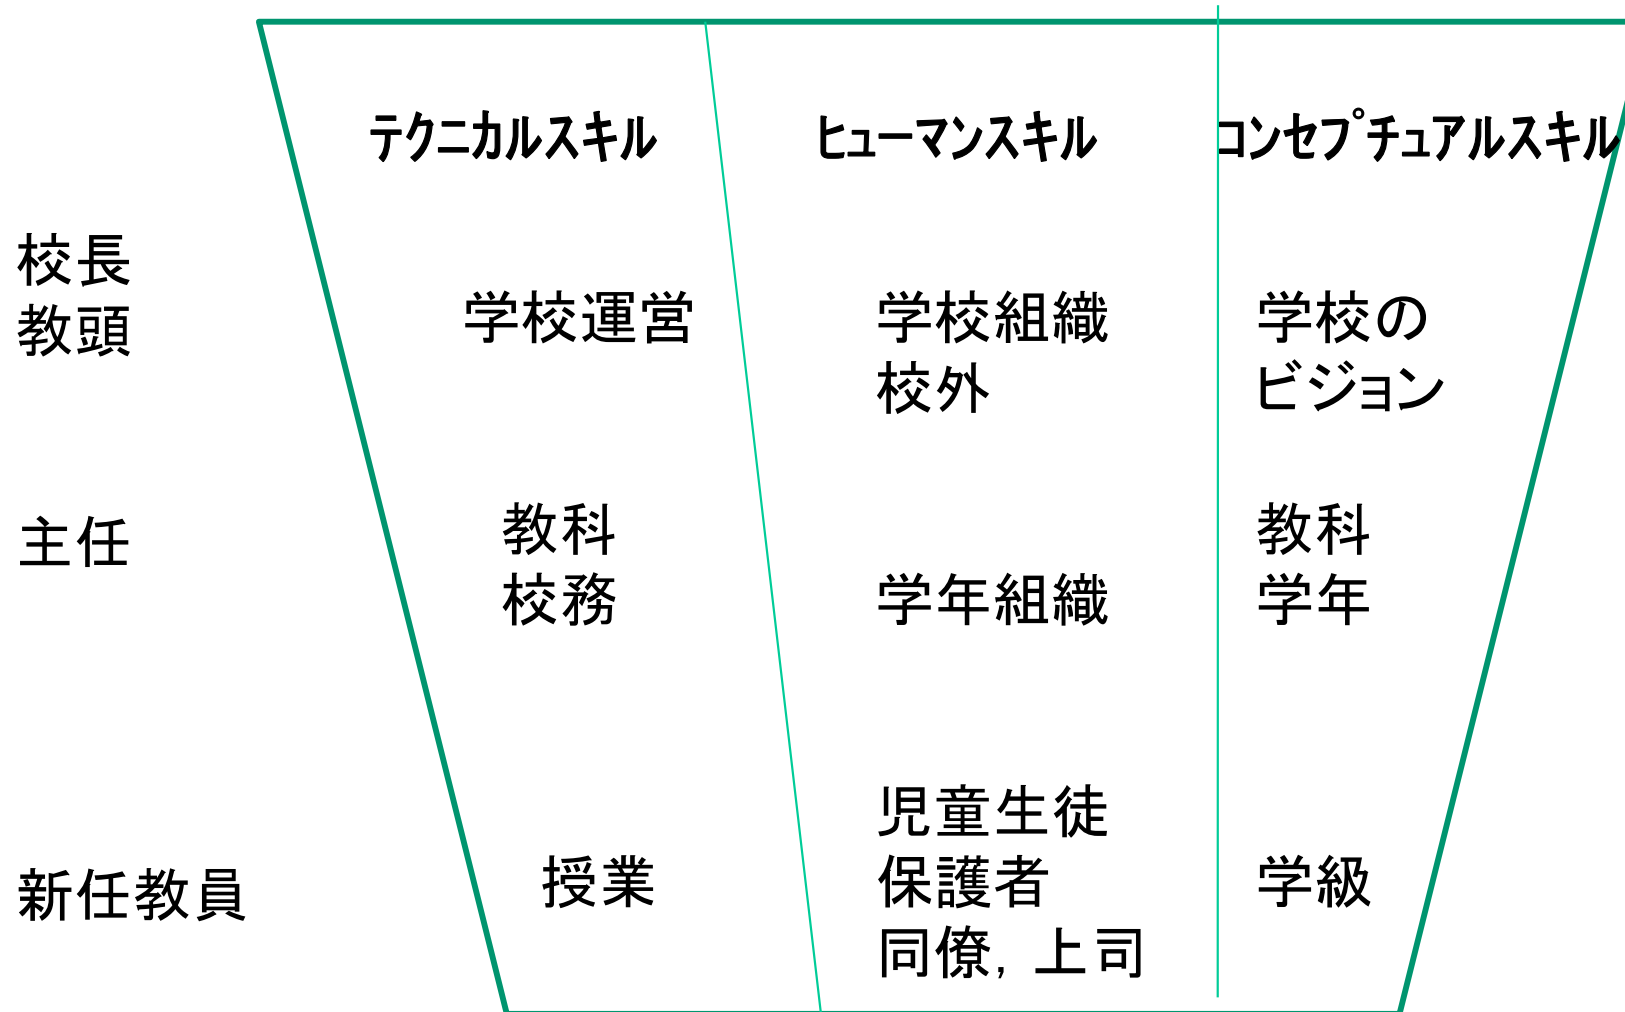 テクニカルスキル
ヒューマンスキル
コンセプチュアルスキル
校長
教頭
学校運営
学校組織
校外
学校の
ビジョン
主任
教科
校務
学年組織
教科
学年
新任教員
授業
児童生徒
保護者
同僚，上司
学級